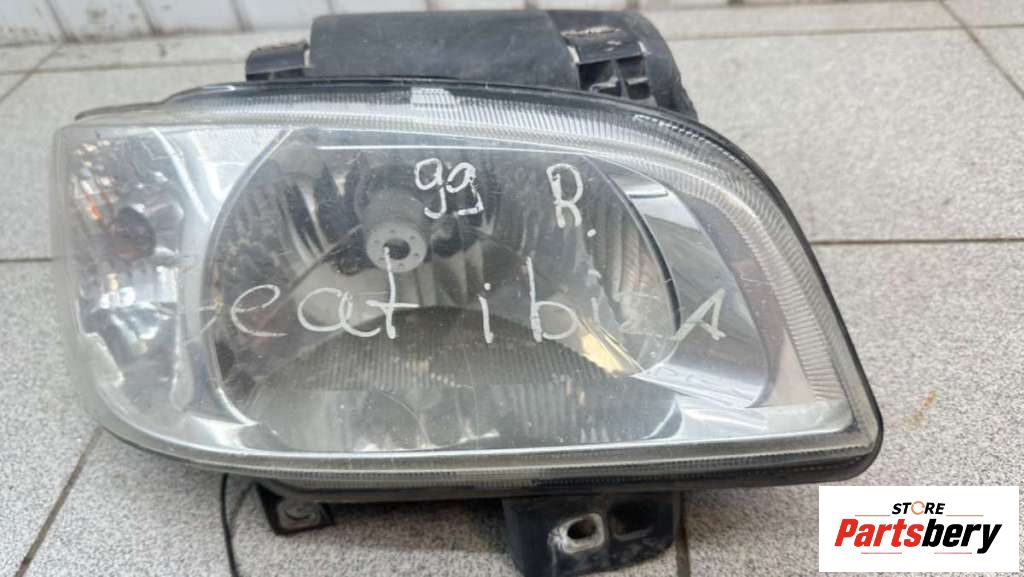 99 R.
seat ibizA
STORE
Partsbery